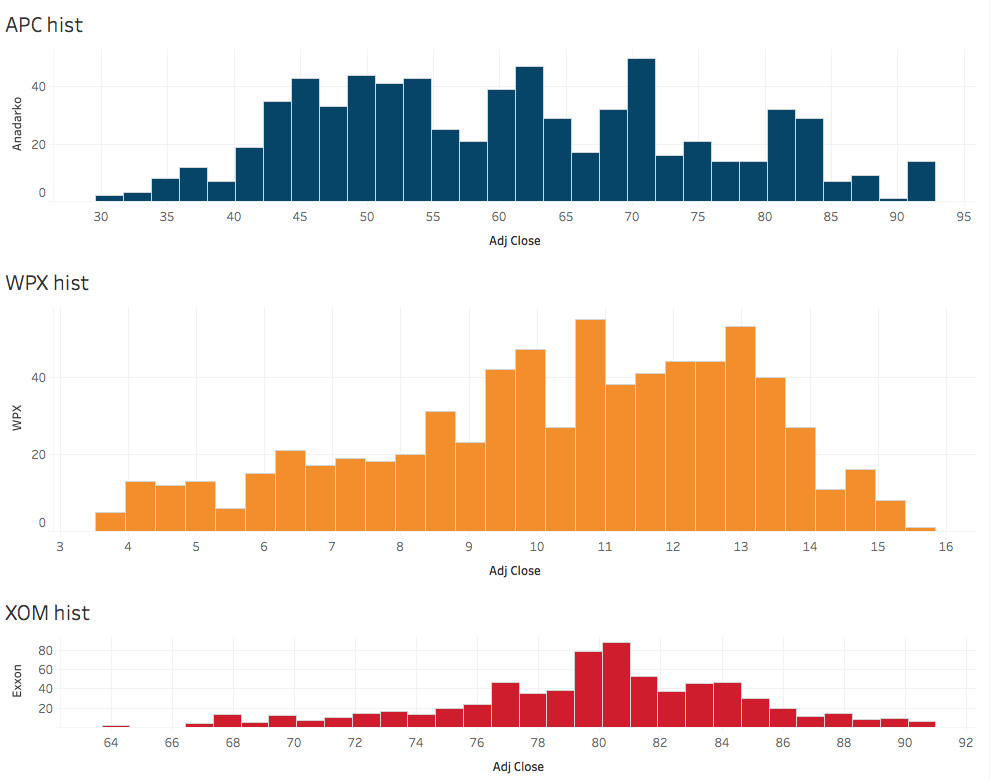 APC hist
Anadarko
40
20
0
30 35 40 45 50 55 60 65 70 75 80 85 90 95
Adj Close
WPX hist
WPX
40
20
0
3 4 5 6 7 8 9 10 11 12 13 14 15 16
Adj Close
XOM hist
Exxon
80
60
40
20
64 66 68 70 72 74 76 78 80 82 84 86 88 90 92
Adj Close